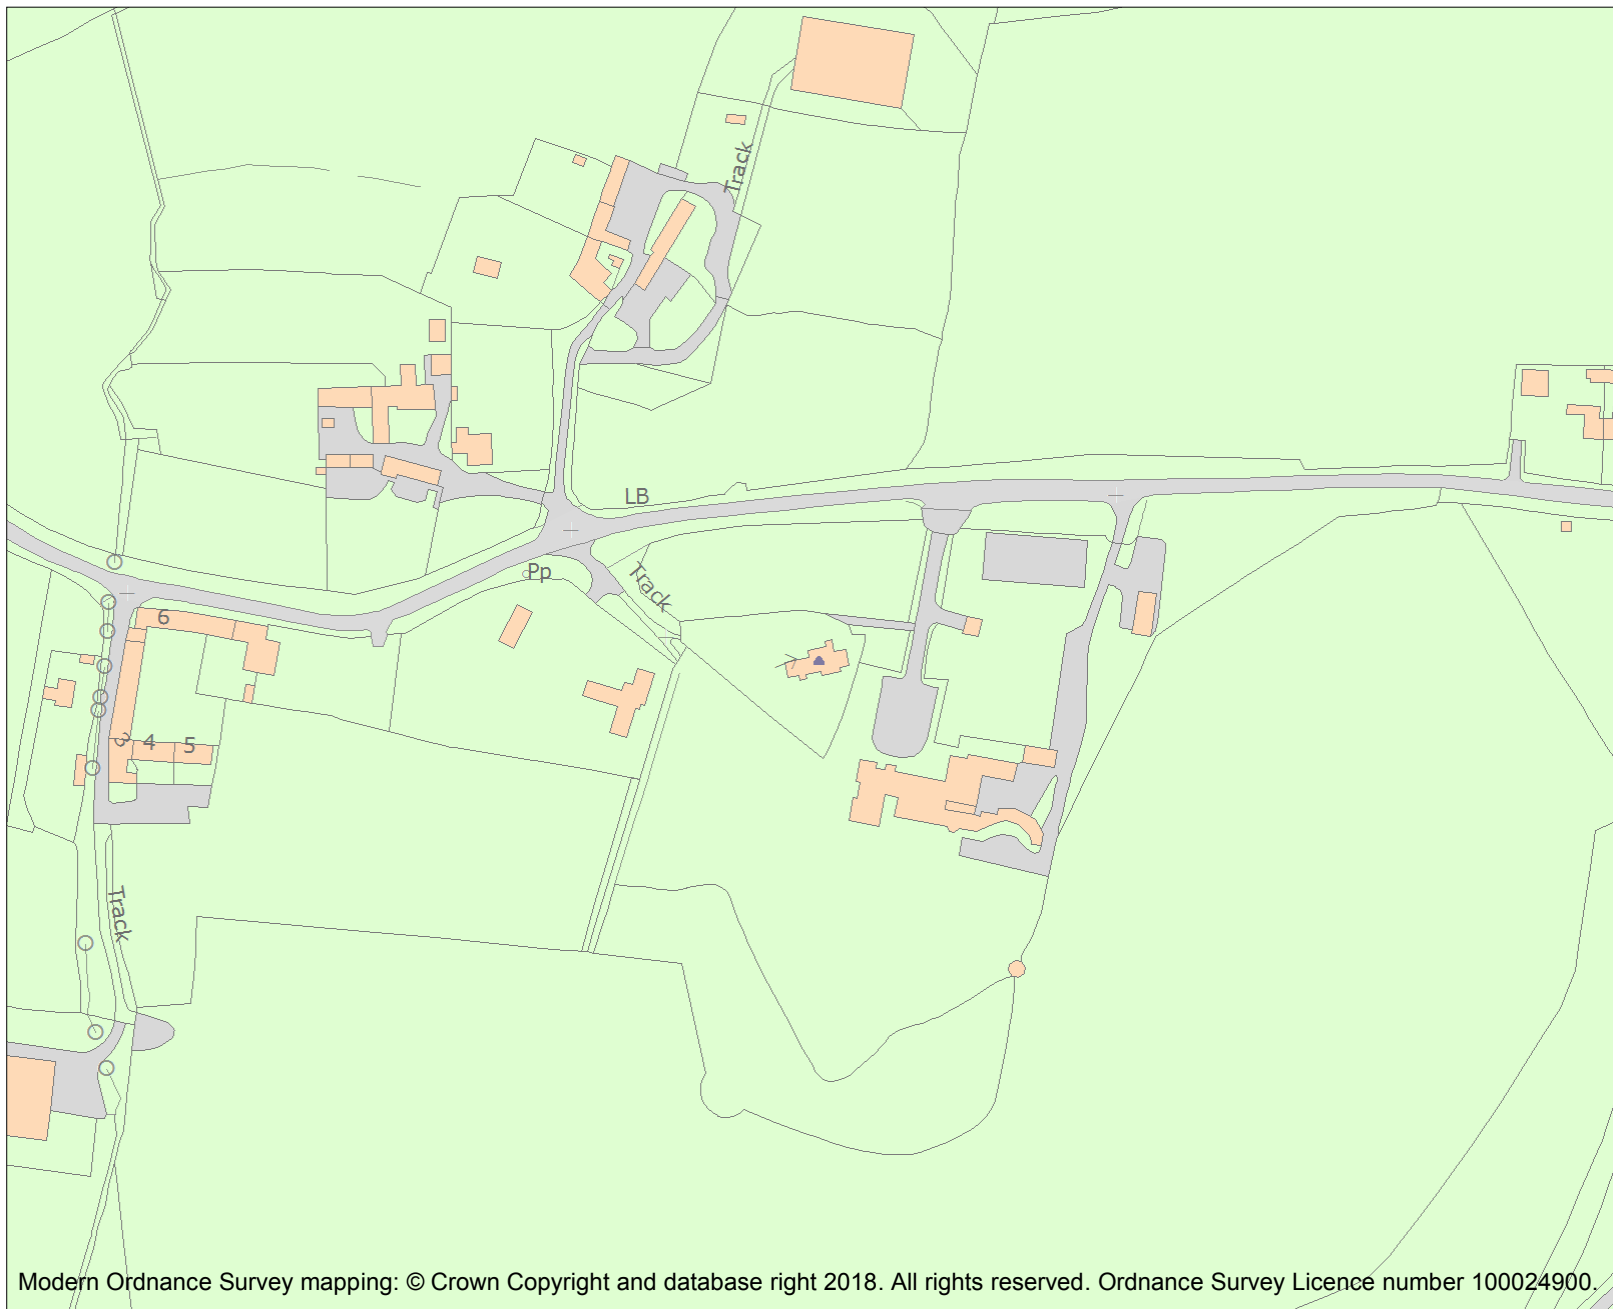 Track
LB
Pp
Track
6
3
4
5
Track
Modern Ordnance Survey mapping: © Crown Copyright and database right 2018. All rights reserved. Ordnance Survey Licence number 100024900.